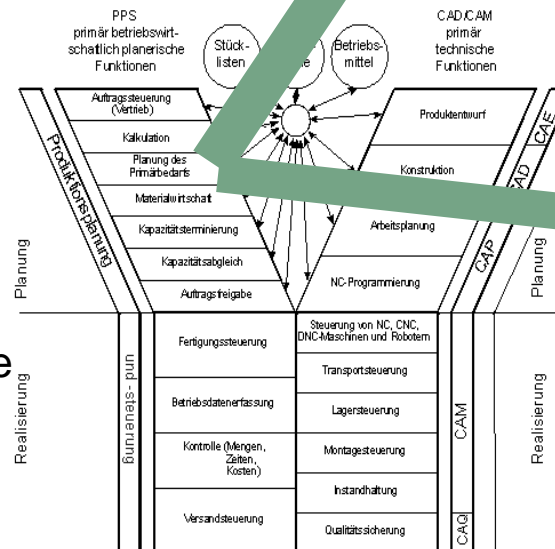 PPS
primär betriebswirt-
schaftlich planerische
Funktionen
Stück-
listen
Betriebs-
mittel
CAD/CAM
primär
technische
Funktionen
Auftragssteuerung
(Vertrieb)
Kalkulation
Planung des
Primärbedarfs
Materialwirtschaft
Kapazitätsterminierung
Kapazitätsabgleich
Auftragsfreigabe
Produktentwurf
Konstruktion
Arbeitsplanung
NC-Programmierung
Produktionsplanung
CAE
CAP
Planung
Planung
Fertigungssteuerung
Betriebsdatenerfassung
Kontrolle (Mengen,
Zeiten,
Kosten)
Versandsteuerung
Steuerung von NC, CNC,
DNC-Maschinen und Robotern
Transportsteuerung
Lagersteuerung
Montagesteuerung
Instandhaltung
Qualitätssicherung
und -steuerung
CAM
CAQ
Realisierung
Realisierung
e